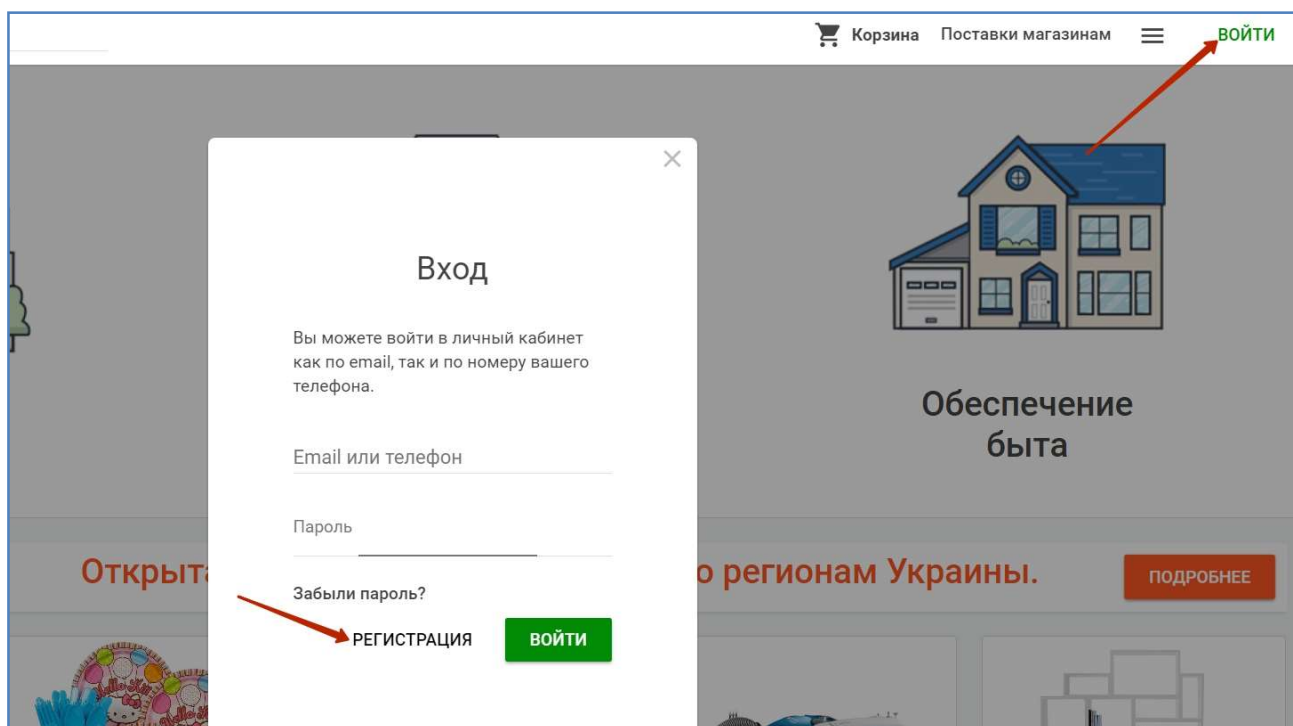 Корзина Поставки магазинам ВОЙТИ
Вход
Вы можете войти в личный кабинет
как по email, так и по номеру вашего
телефона.
Email или телефон
Пароль
Забыли пароль?
РЕГИСТРАЦИЯ ВОЙТИ
Обеспечение
быта
регионам Украины.
ПОДРОБНЕЕ